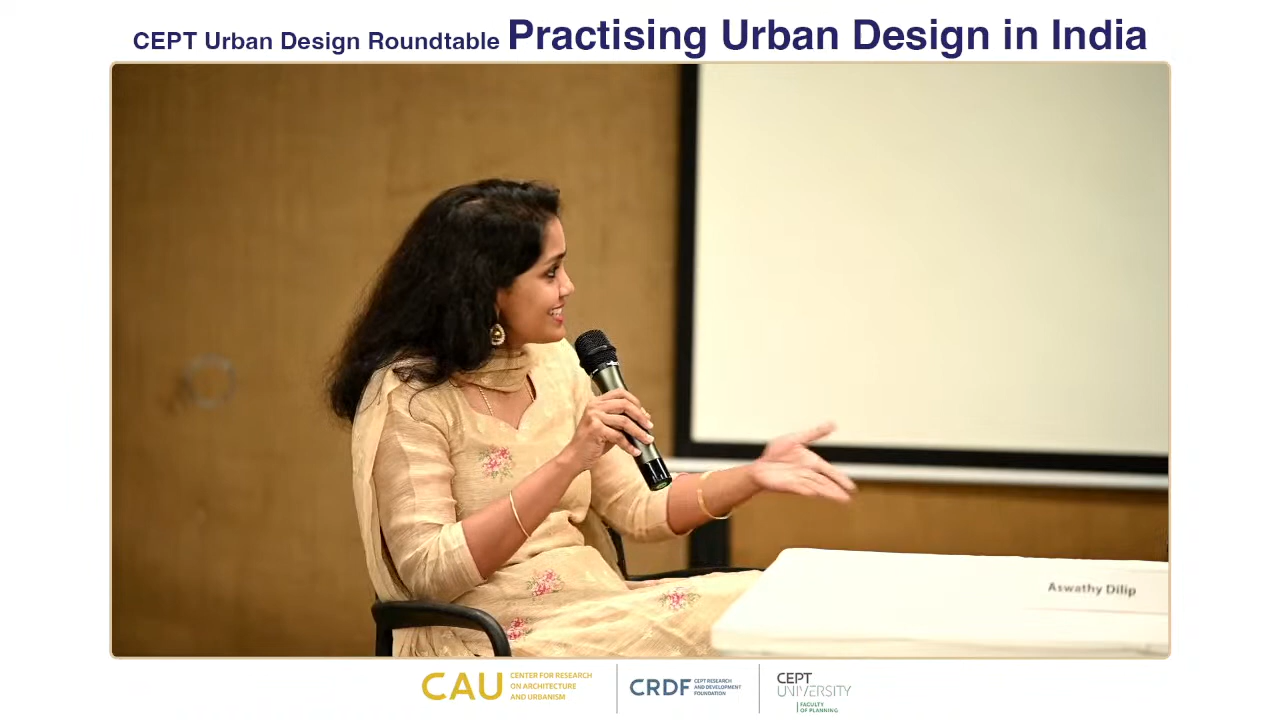 CEPT Urban Design Roundtable Practising Urban Design in India
Aswathy Dilip
CAU CENTER FOR RESEARCH
ON ARCHITECTURE
AND URBANISM
CRDF CEPT RESEARCH
AND DEVELOPMENT
FOUNDATION
CEPT
UNIVERSITY
FACULTY
OF PLANNING